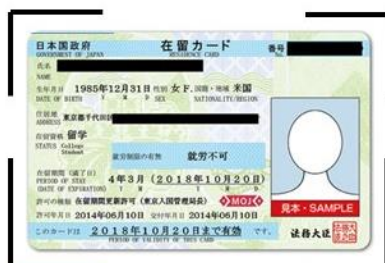 日本国政府 在留カード 番号
GOVERNMENT OF JAPAN RESIDENCE CARD No.
氏名
NAME
生年月日 1985年12月31日 性別 女 F. 国籍・地域 米国
DATE OF BIRTH Y M D SEX NATIONALITY/REGION
住居地 東京都千代田区
ADDRESS
在留資格 留学
STATUS College
Student
就労制限の有無 就労不可
在留期間（満了日） 4年3月（2018年10月20日）
PERIOD OF STAY
(DATE OF EXPIRATION) Y M Y M D
許可の種類 在留期間更新許可（東京入国管理局長） MOJ
見本・SAMPLE
許可年月日 2014年06月10日 交付年月日 2014年06月10日
このカードは 2018年10月20日まで有効 です。
PERIOD OF VALIDITY OF THIS CARD
法務大臣